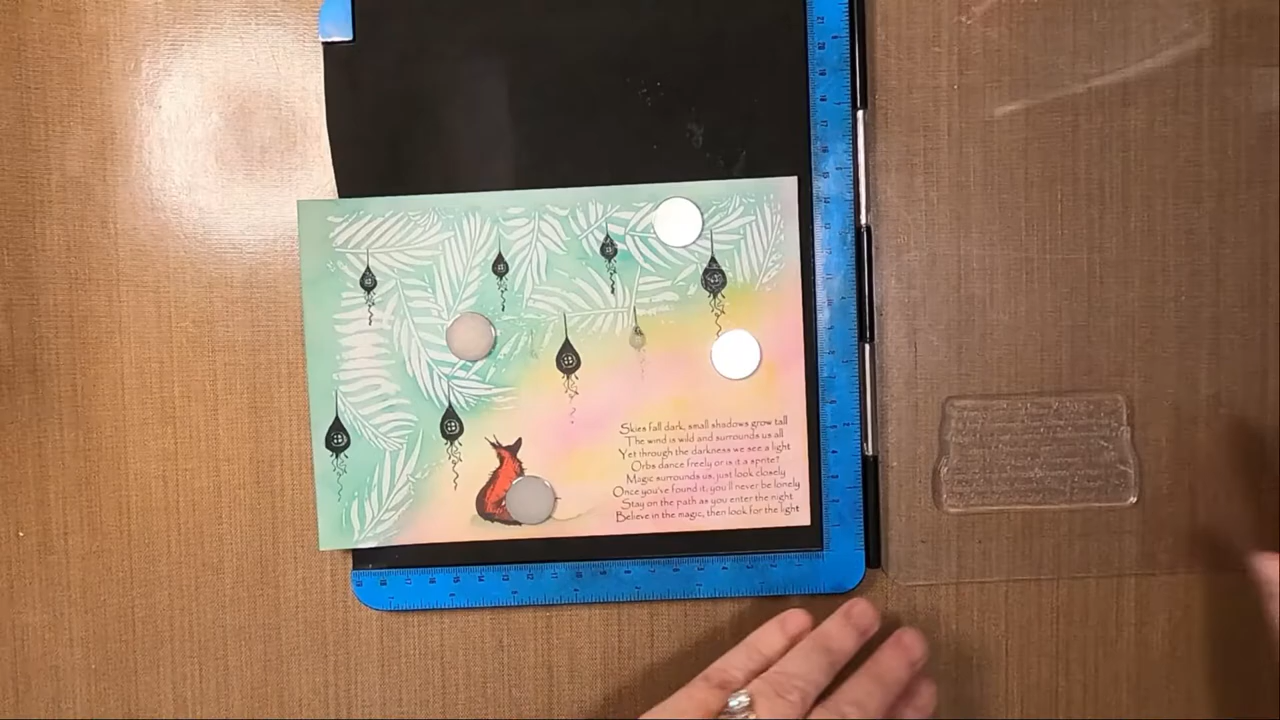 Skies fall dark, small shadows grow tall
The wind is wild and surrounds us all
Yet through the darkness we see a light
Orbs dance freely or is it a sprite?
Magic surrounds us, just look closely
Once you've found it, you'll never be lonely
Stay on the path as you enter the night
Believe in the magic, then look for the light